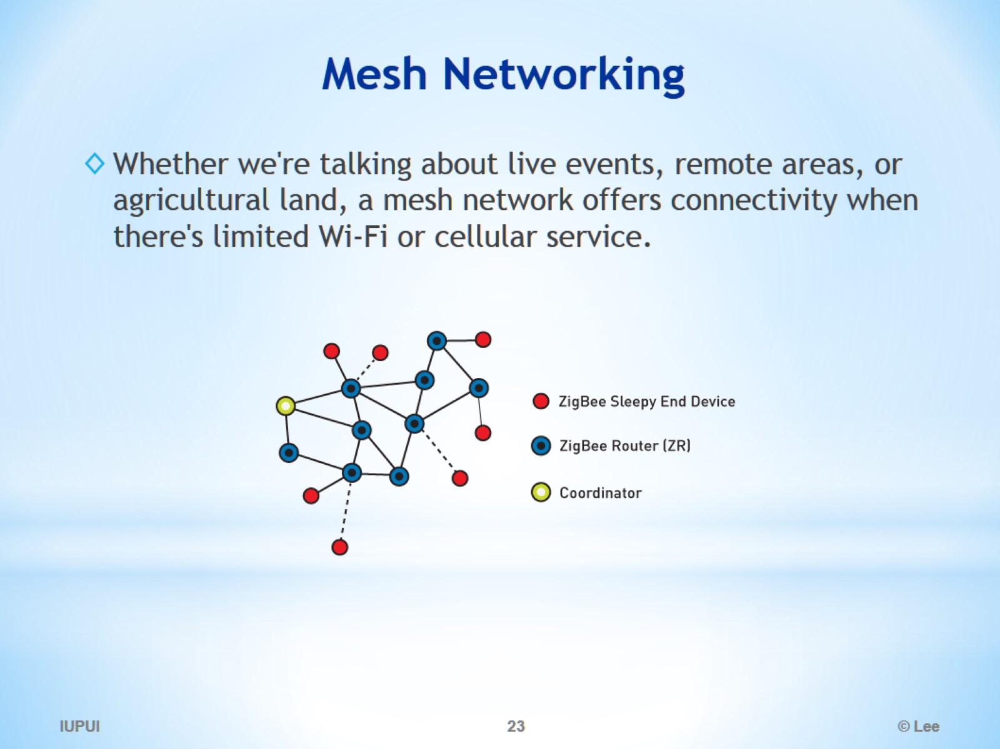 Mesh Networking
Whether we're talking about live events, remote areas, or
agricultural land, a mesh network offers connectivity when
there's limited Wi-Fi or cellular service.
ZigBee Sleepy End Device
ZigBee Router (ZR)
Coordinator
IUPUI
23
© Lee